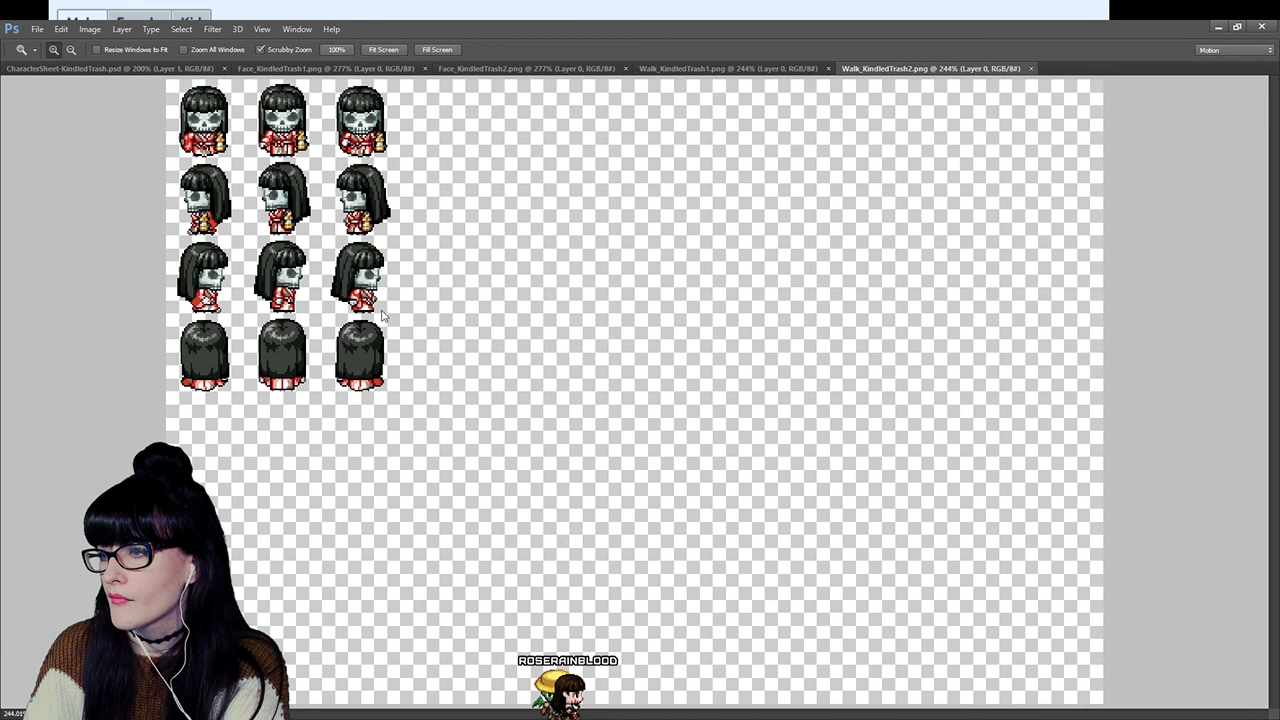 Ps File Edit Image Layer Type Select Filter 3D View Window Help
Resize Windows to Fit Zoom All Windows Scrubby Zoom 100% Fit Screen Fill Screen Motion
CharacterSheet-KindledTrash.psd @ 200% (Layer 1, RGB/8#) × Face_KindledTrash1.png @ 277% (Layer 0, RGB/8#) × Face_KindledTrash2.png @ 277% (Layer 0, RGB/8#) × Walk_KindledTrash1.png @ 244% (Layer 0, RGB/8#) × Walk_KindledTrash2.png @ 244% (Layer 0, RGB/8#) ×
ROSERAINBLOOD